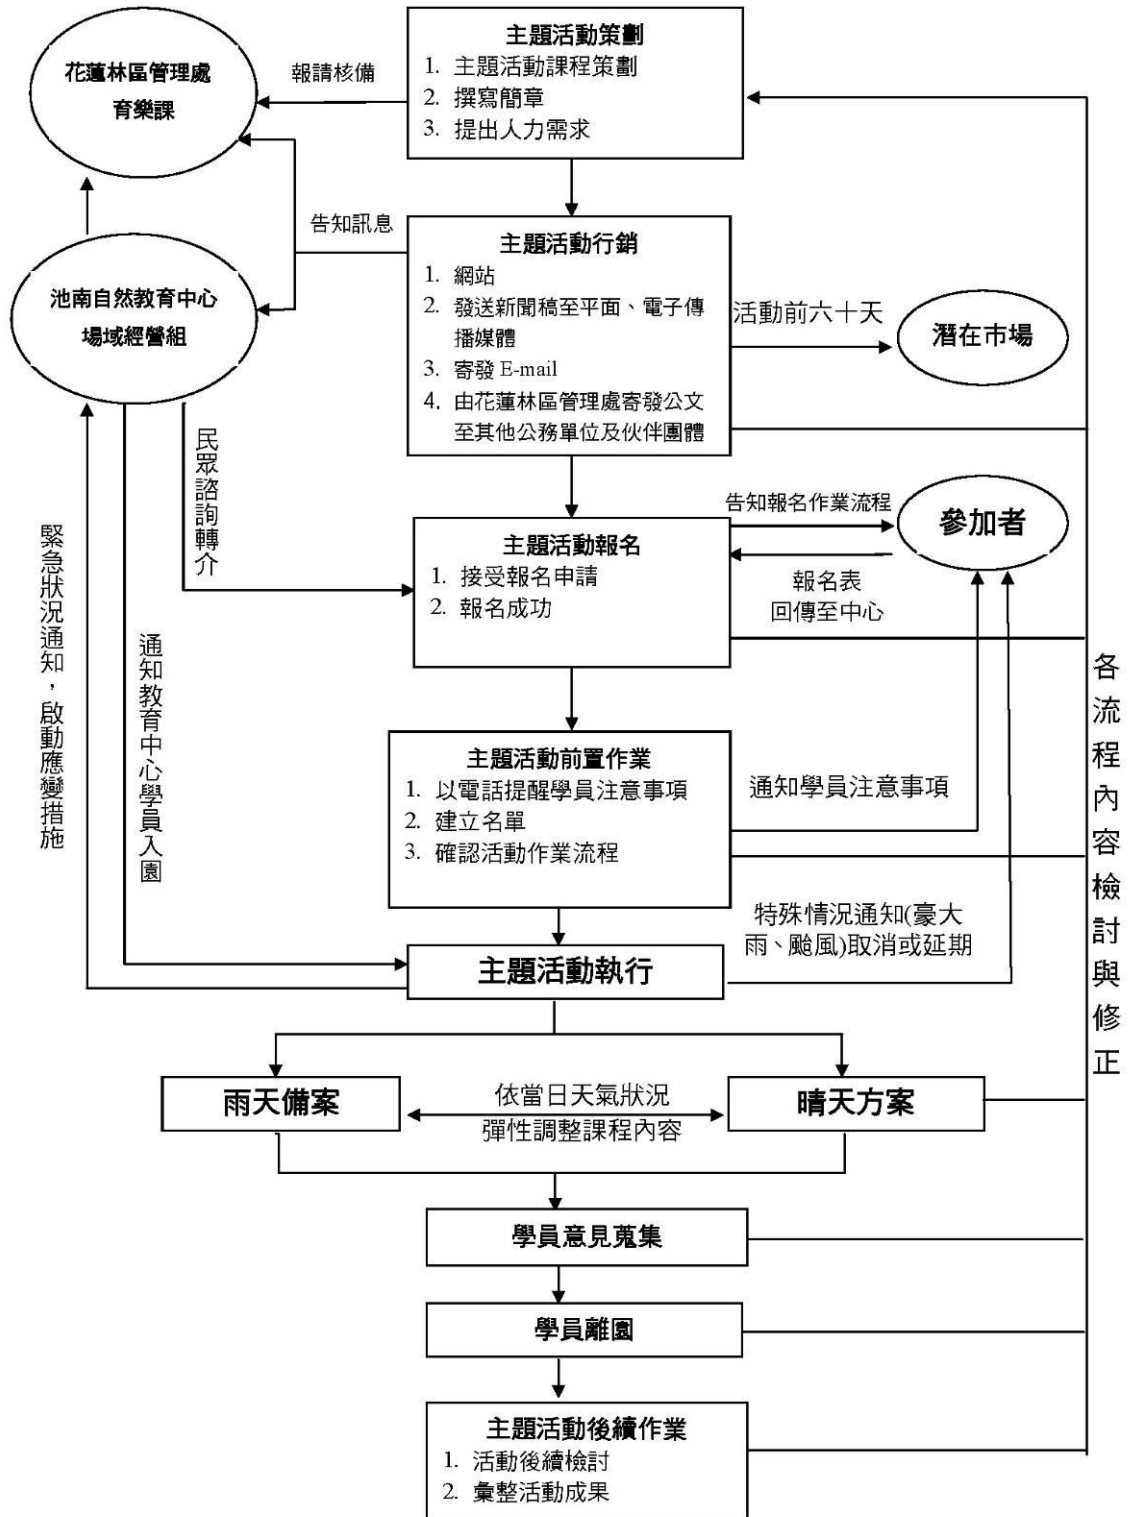 主題活動策劃
1. 主題活動課程策劃
2. 撰寫簡章
3. 提出人力需求
報請核備
花蓮林區管理處
育樂課
告知訊息
主題活動行銷
1. 網站
2. 發送新聞稿至平面、電子傳
播媒體
3. 寄發 E-mail
4. 由花蓮林區管理處寄發公文
至其他公務單位及伙伴團體
池南自然教育中心
場域經營組
活動前六十天
潛在市場
民眾諮詢轉介
緊急狀況通知，啟動應變措施
通知教育中心學員入園
主題活動報名
1. 接受報名申請
2. 報名成功
告知報名作業流程
參加者
報名表
回傳至中心
各流程內容檢討與修正
主題活動前置作業
1. 以電話提醒學員注意事項
2. 建立名單
3. 確認活動作業流程
通知學員注意事項
特殊情況通知(豪大
雨、颱風)取消或延期
主題活動執行
雨天備案
依當日天氣狀況
彈性調整課程內容
晴天方案
學員意見蒐集
學員離園
主題活動後續作業
1. 活動後續檢討
2. 彙整活動成果